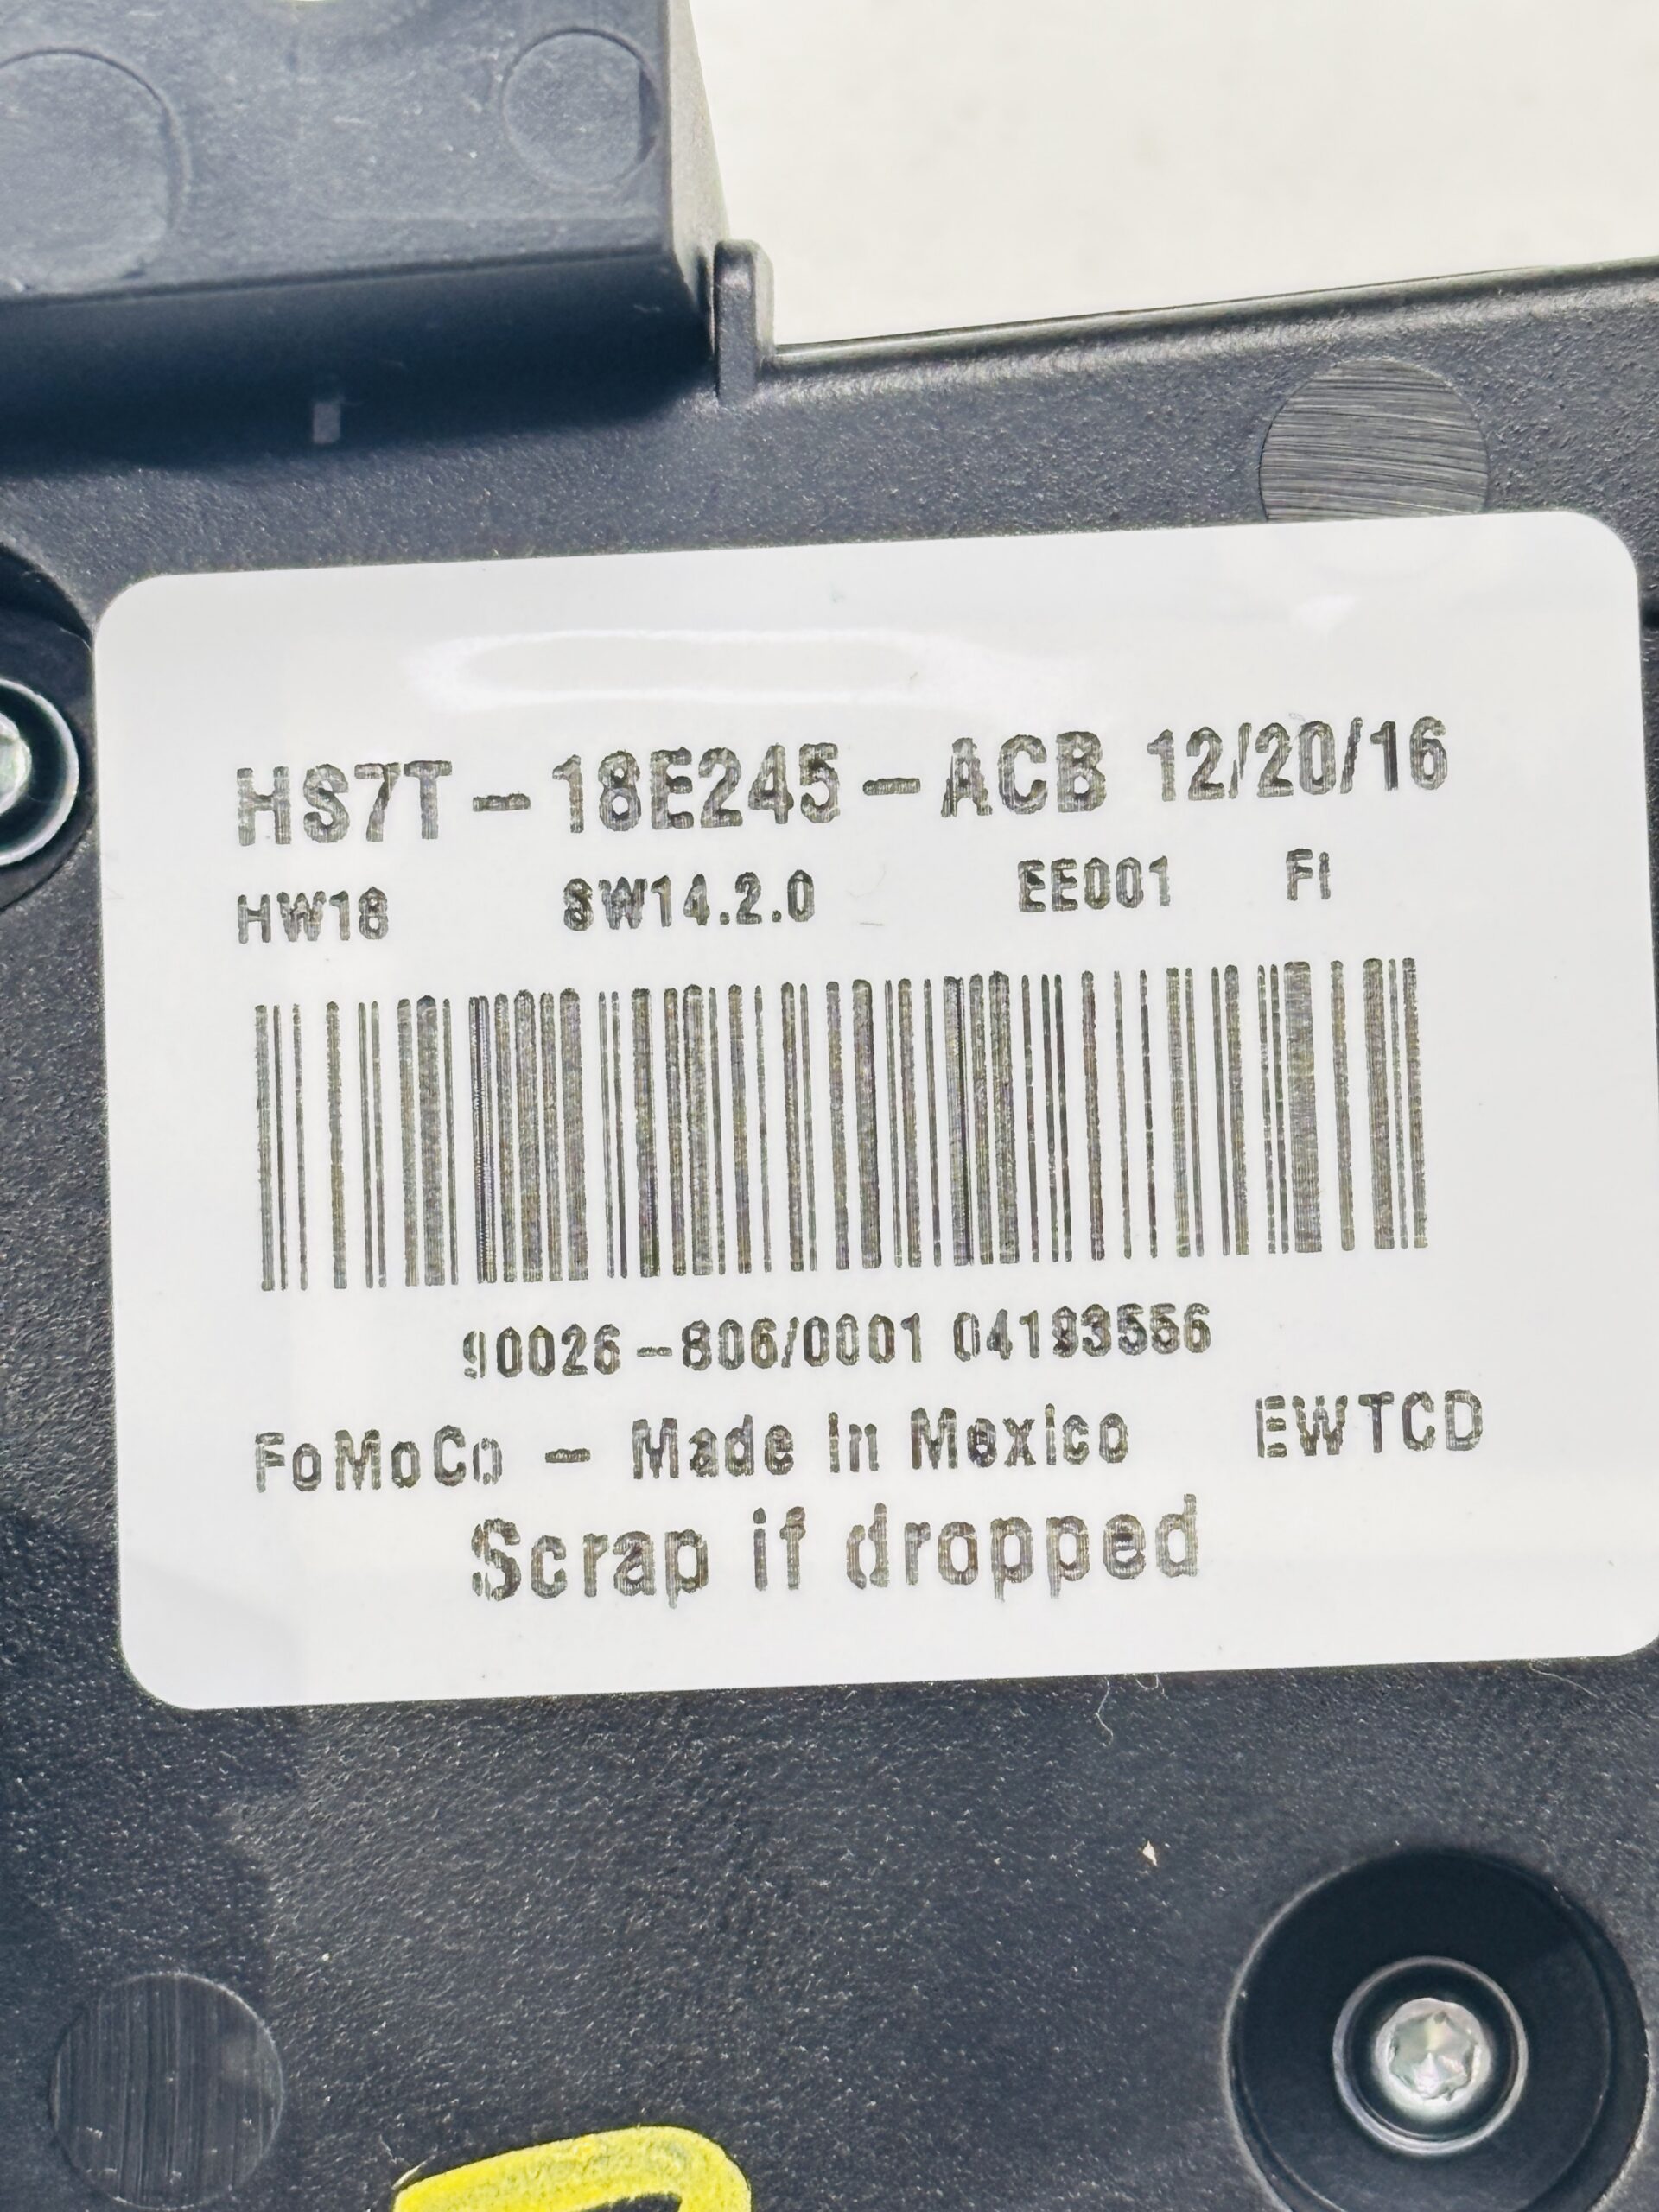 HS7T-18E245-ACB 12/20/16
HW18 SW14.2.0 EE001 FI
90026-806/0001 04193556
FoMoCo - Made in Mexico EWTCD
Scrap if dropped